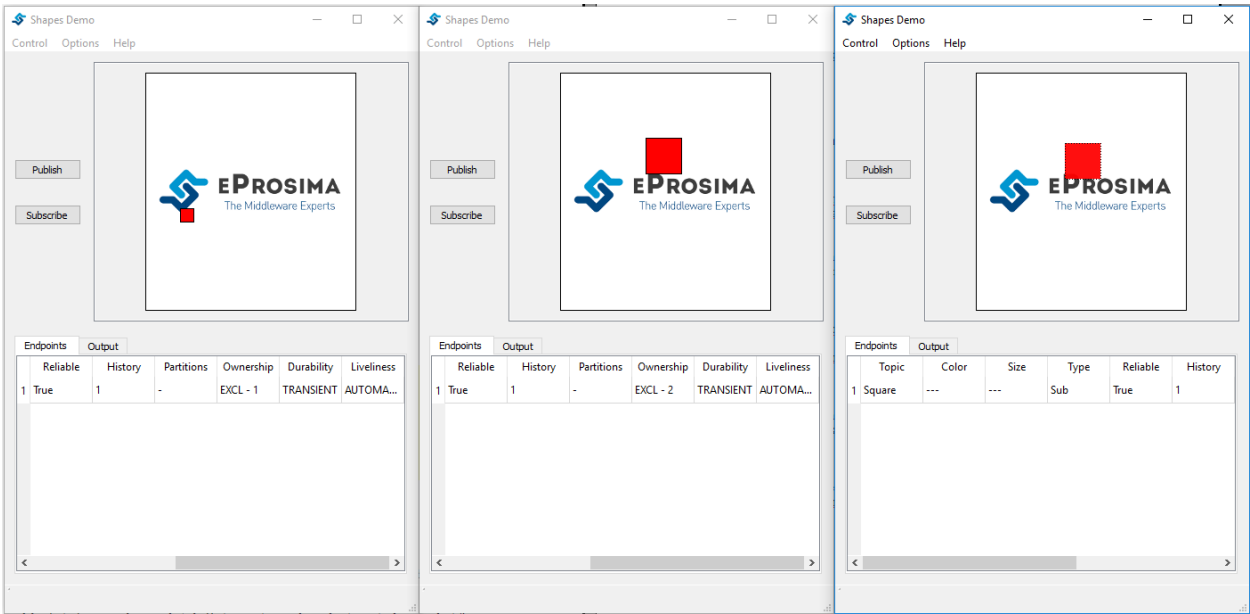 Shapes Demo
Control Options Help
Publish
Subscribe
EPROSIMA
The Middleware Experts
Endpoints Output
Reliable History Partitions Ownership Durability Liveliness
1 True 1 - EXCL - 1 TRANSIENT AUTOMA...
Shapes Demo
Control Options Help
Publish
Subscribe
EPROSIMA
The Middleware Experts
Endpoints Output
Reliable History Partitions Ownership Durability Liveliness
1 True 1 - EXCL - 2 TRANSIENT AUTOMA...
Shapes Demo
Control Options Help
Publish
Subscribe
EPROSIMA
The Middleware Experts
Endpoints Output
Topic Color Size Type Reliable History
1 Square --- --- Sub True 1